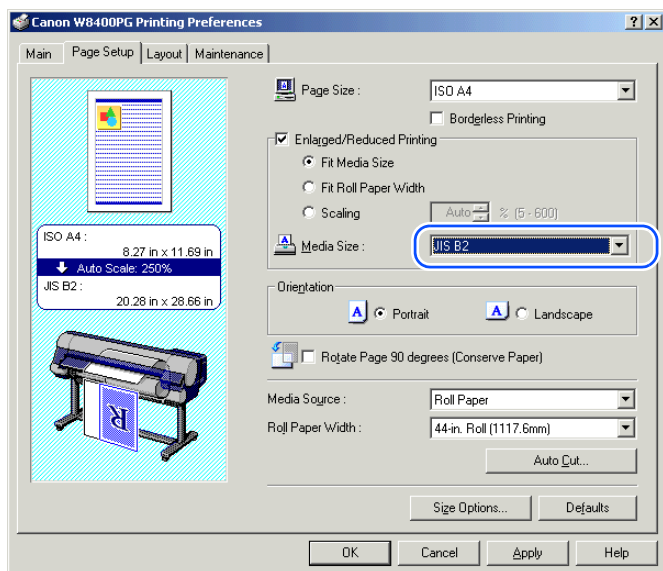 Canon W8400PG Printing Preferences
Main Page Setup Layout Maintenance
Page Size : ISO A4
Borderless Printing
Enlarged/Reduced Printing
Fit Media Size
Fit Roll Paper Width
Scaling Auto % (5 - 600)
Media Size : JIS B2
ISO A4 :
8.27 in x 11.69 in
Auto Scale: 250%
JIS B2 :
20.28 in x 28.66 in
Orientation
A Portrait A Landscape
Rotate Page 90 degrees (Conserve Paper)
R
Media Source : Roll Paper
Roll Paper Width : 44-in. Roll (1117.6mm)
Auto Cut...
Size Options... Defaults
OK Cancel Apply Help